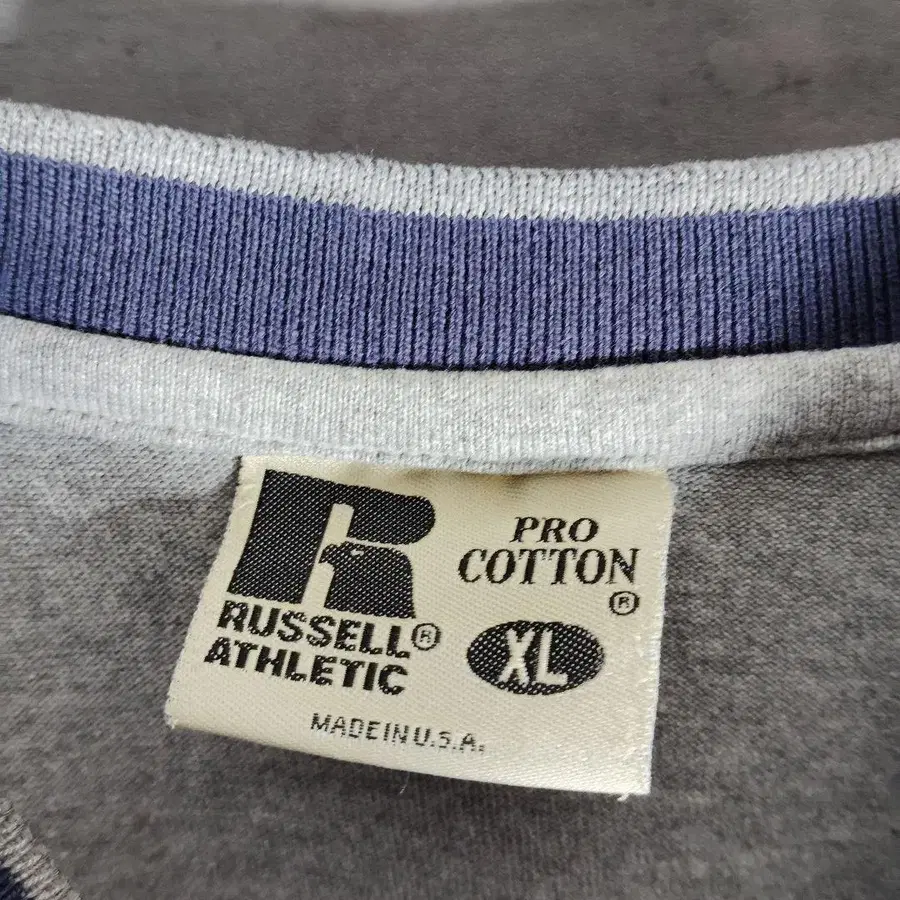 R
RUSSELL®
ATHLETIC
PRO
COTTON
®
XL
MADE IN U.S.A.